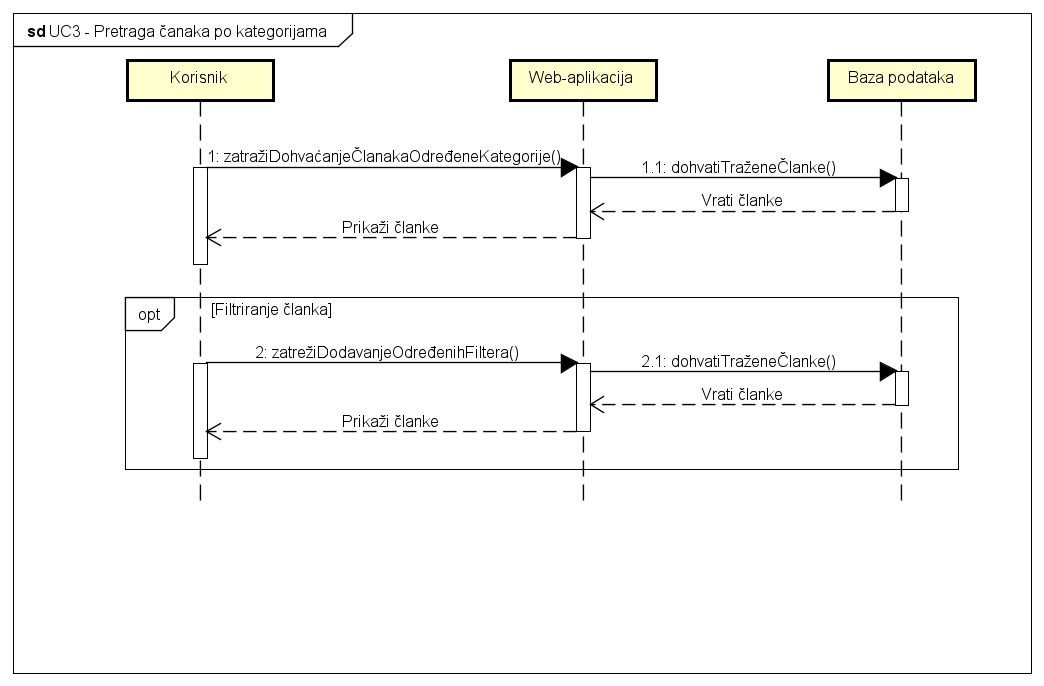 sd UC3 - Pretraga čanaka po kategorijama
Korisnik
Web-aplikacija
Baza podataka
1: zatražiDohvaćanjeČlanakaOdređeneKategorije()
1.1: dohvatiTraženeČlanke()
Vrati članke
Prikaži članke
opt
[Filtriranje članka]
2: zatrežiDodavanjeOdređenihFiltera()
2.1: dohvatiTraženeČlanke()
Vrati članke
Prikaži članke